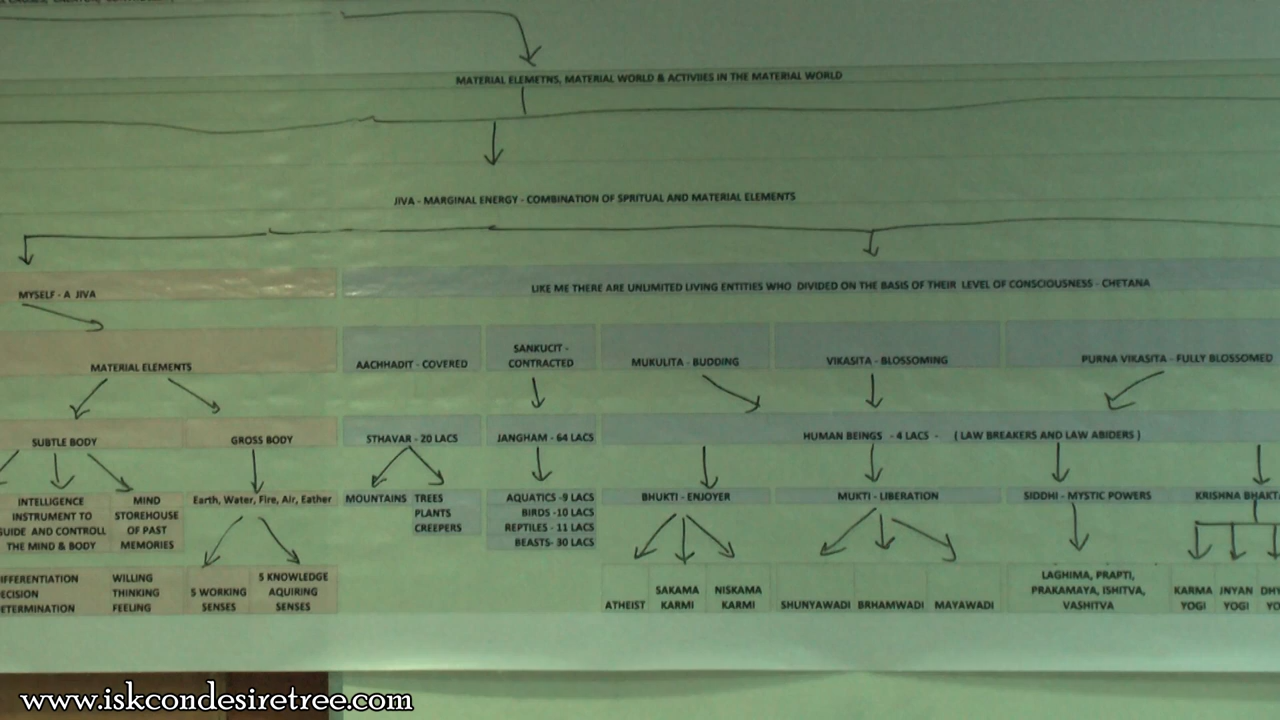 MATERIAL ELEMETNS, MATERIAL WORLD & ACTIVIIES IN THE MATERIAL WORLD
JIVA - MARGINAL ENERGY - COMBINATION OF SPRITUAL AND MATERIAL ELEMENTS
MYSELF - A JIVA
LIKE ME THERE ARE UNLIMITED LIVING ENTITIES WHO DIVIDED ON THE BASIS OF THEIR LEVEL OF CONSCIOUSNESS - CHETANA
MATERIAL ELEMENTS
AACHHADIT - COVERED
SANKUCIT -
CONTRACTED
MUKULITA - BUDDING
VIKASITA - BLOSSOMING
PURNA VIKASITA - FULLY BLOSSOMED
SUBTLE BODY
GROSS BODY
STHAVAR - 20 LACS
JANGHAM - 64 LACS
HUMAN BEINGS - 4 LACS - ( LAW BREAKERS AND LAW ABIDERS )
INTELLIGENCE
INSTRUMENT TO
GUIDE AND CONTROLL
THE MIND & BODY
MIND
STOREHOUSE
OF PAST
MEMORIES
Earth, Water, Fire, Air, Eather
MOUNTAINS
TREES
PLANTS
CREEPERS
AQUATICS -9 LACS
BIRDS -10 LACS
REPTILES - 11 LACS
BEASTS- 30 LACS
BHUKTI - ENJOYER
MUKTI - LIBERATION
SIDDHI - MYSTIC POWERS
KRISHNA BHAKTA
IFFERENTIATION
ECISION
ETERMINATION
WILLING
THINKING
FEELING
5 WORKING
SENSES
5 KNOWLEDGE
AQUIRING
SENSES
ATHEIST
SAKAMA
KARMI
NISKAMA
KARMI
SHUNYAWADI
BRHAMWADI
MAYAWADI
LAGHIMA, PRAPTI,
PRAKAMAYA, ISHITVA,
VASHITVA
KARMA
YOGI
JNYAN
YOGI
DHY
YO
www.iskcondesiretree.com